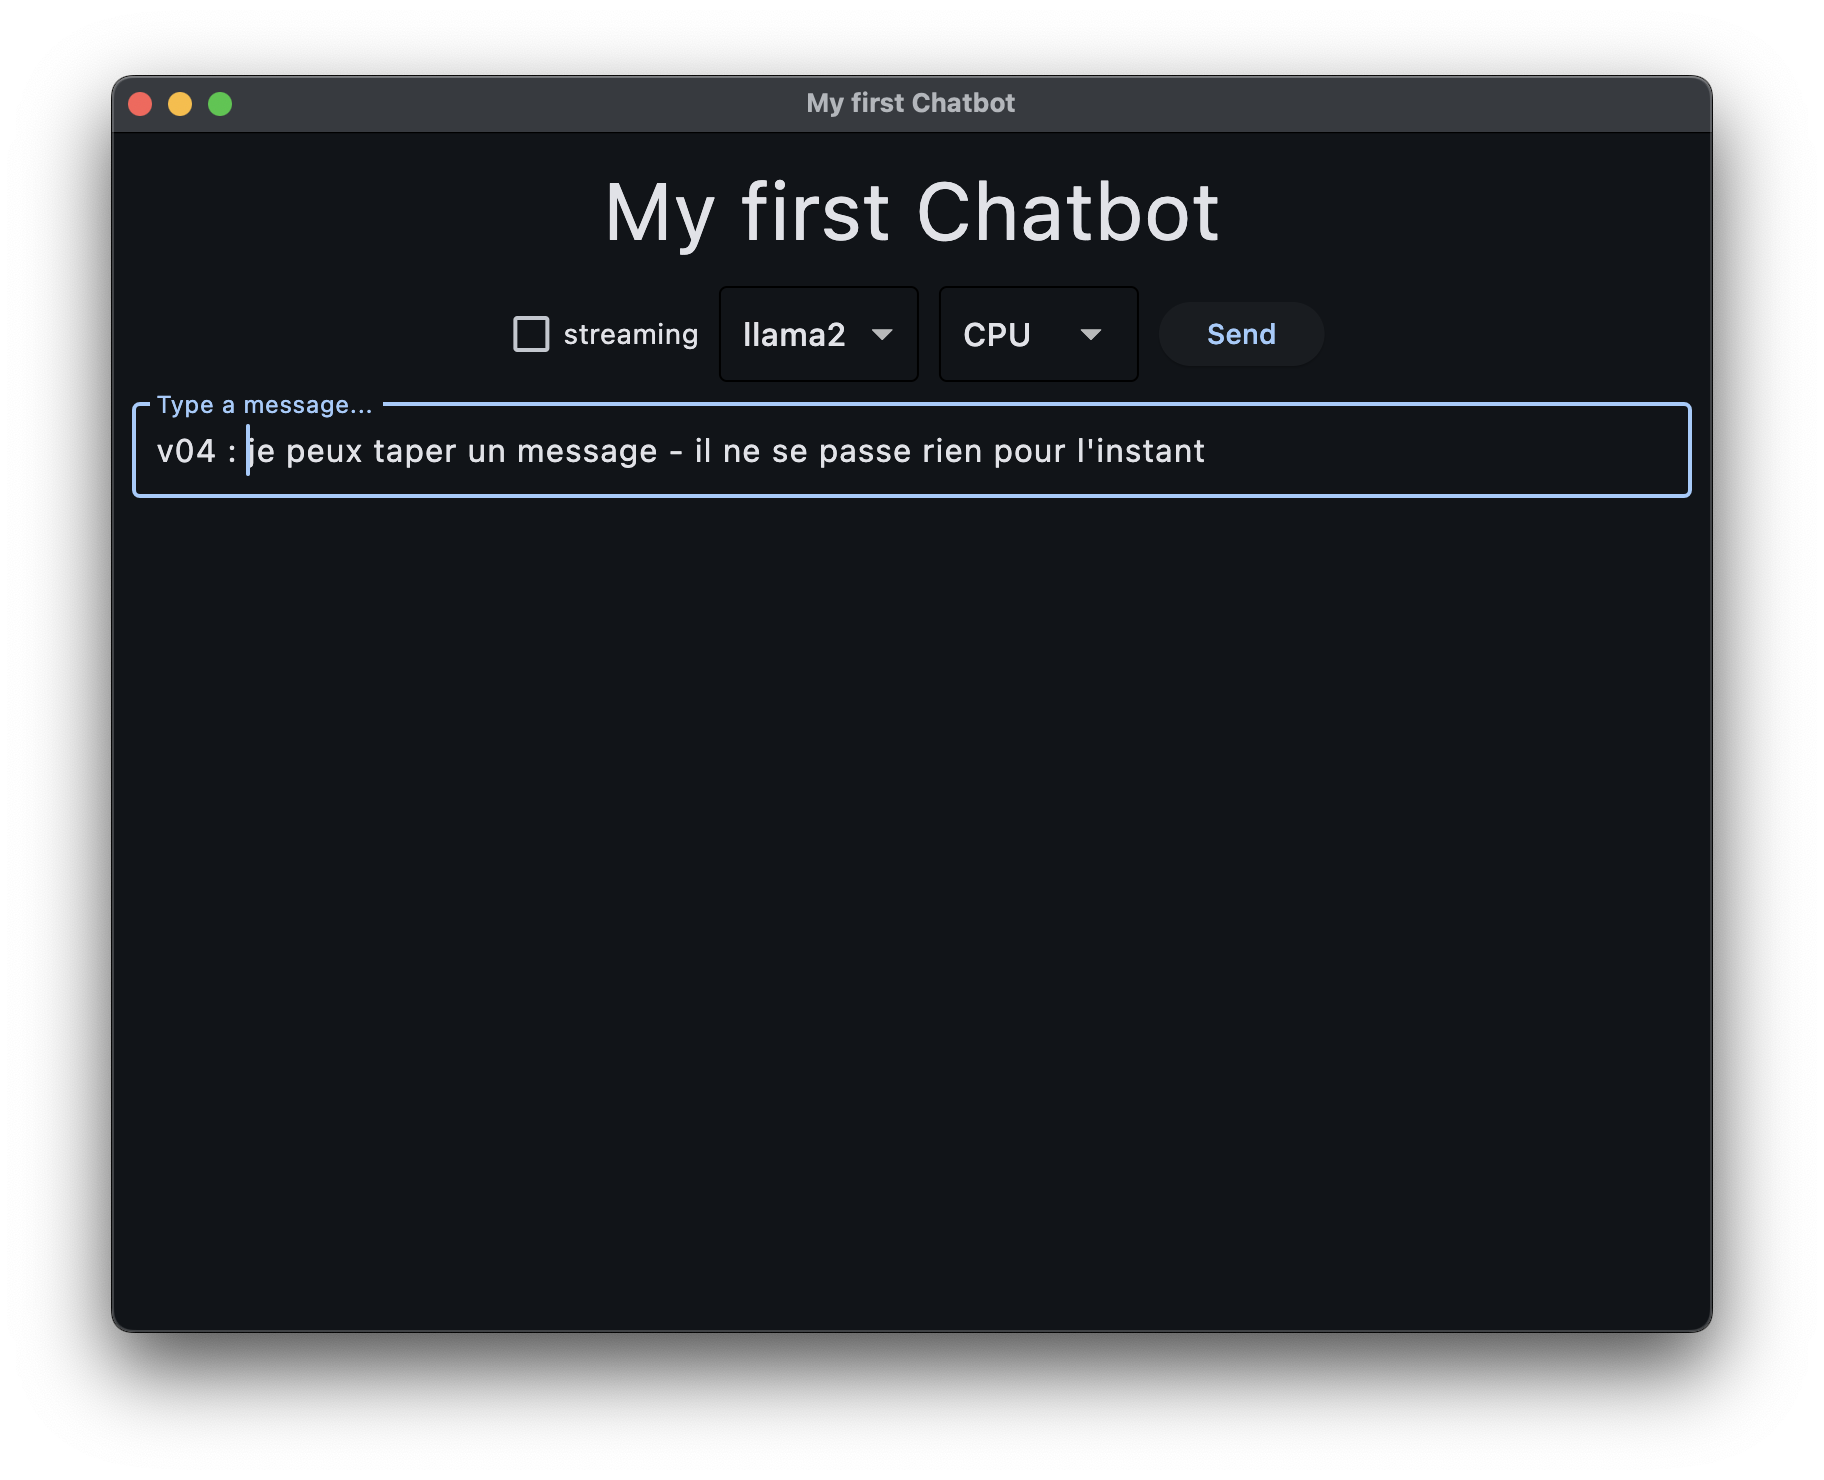 My first Chatbot
My first Chatbot
streaming llama2 CPU Send
Type a message...
v04 : je peux taper un message - il ne se passe rien pour l'instant